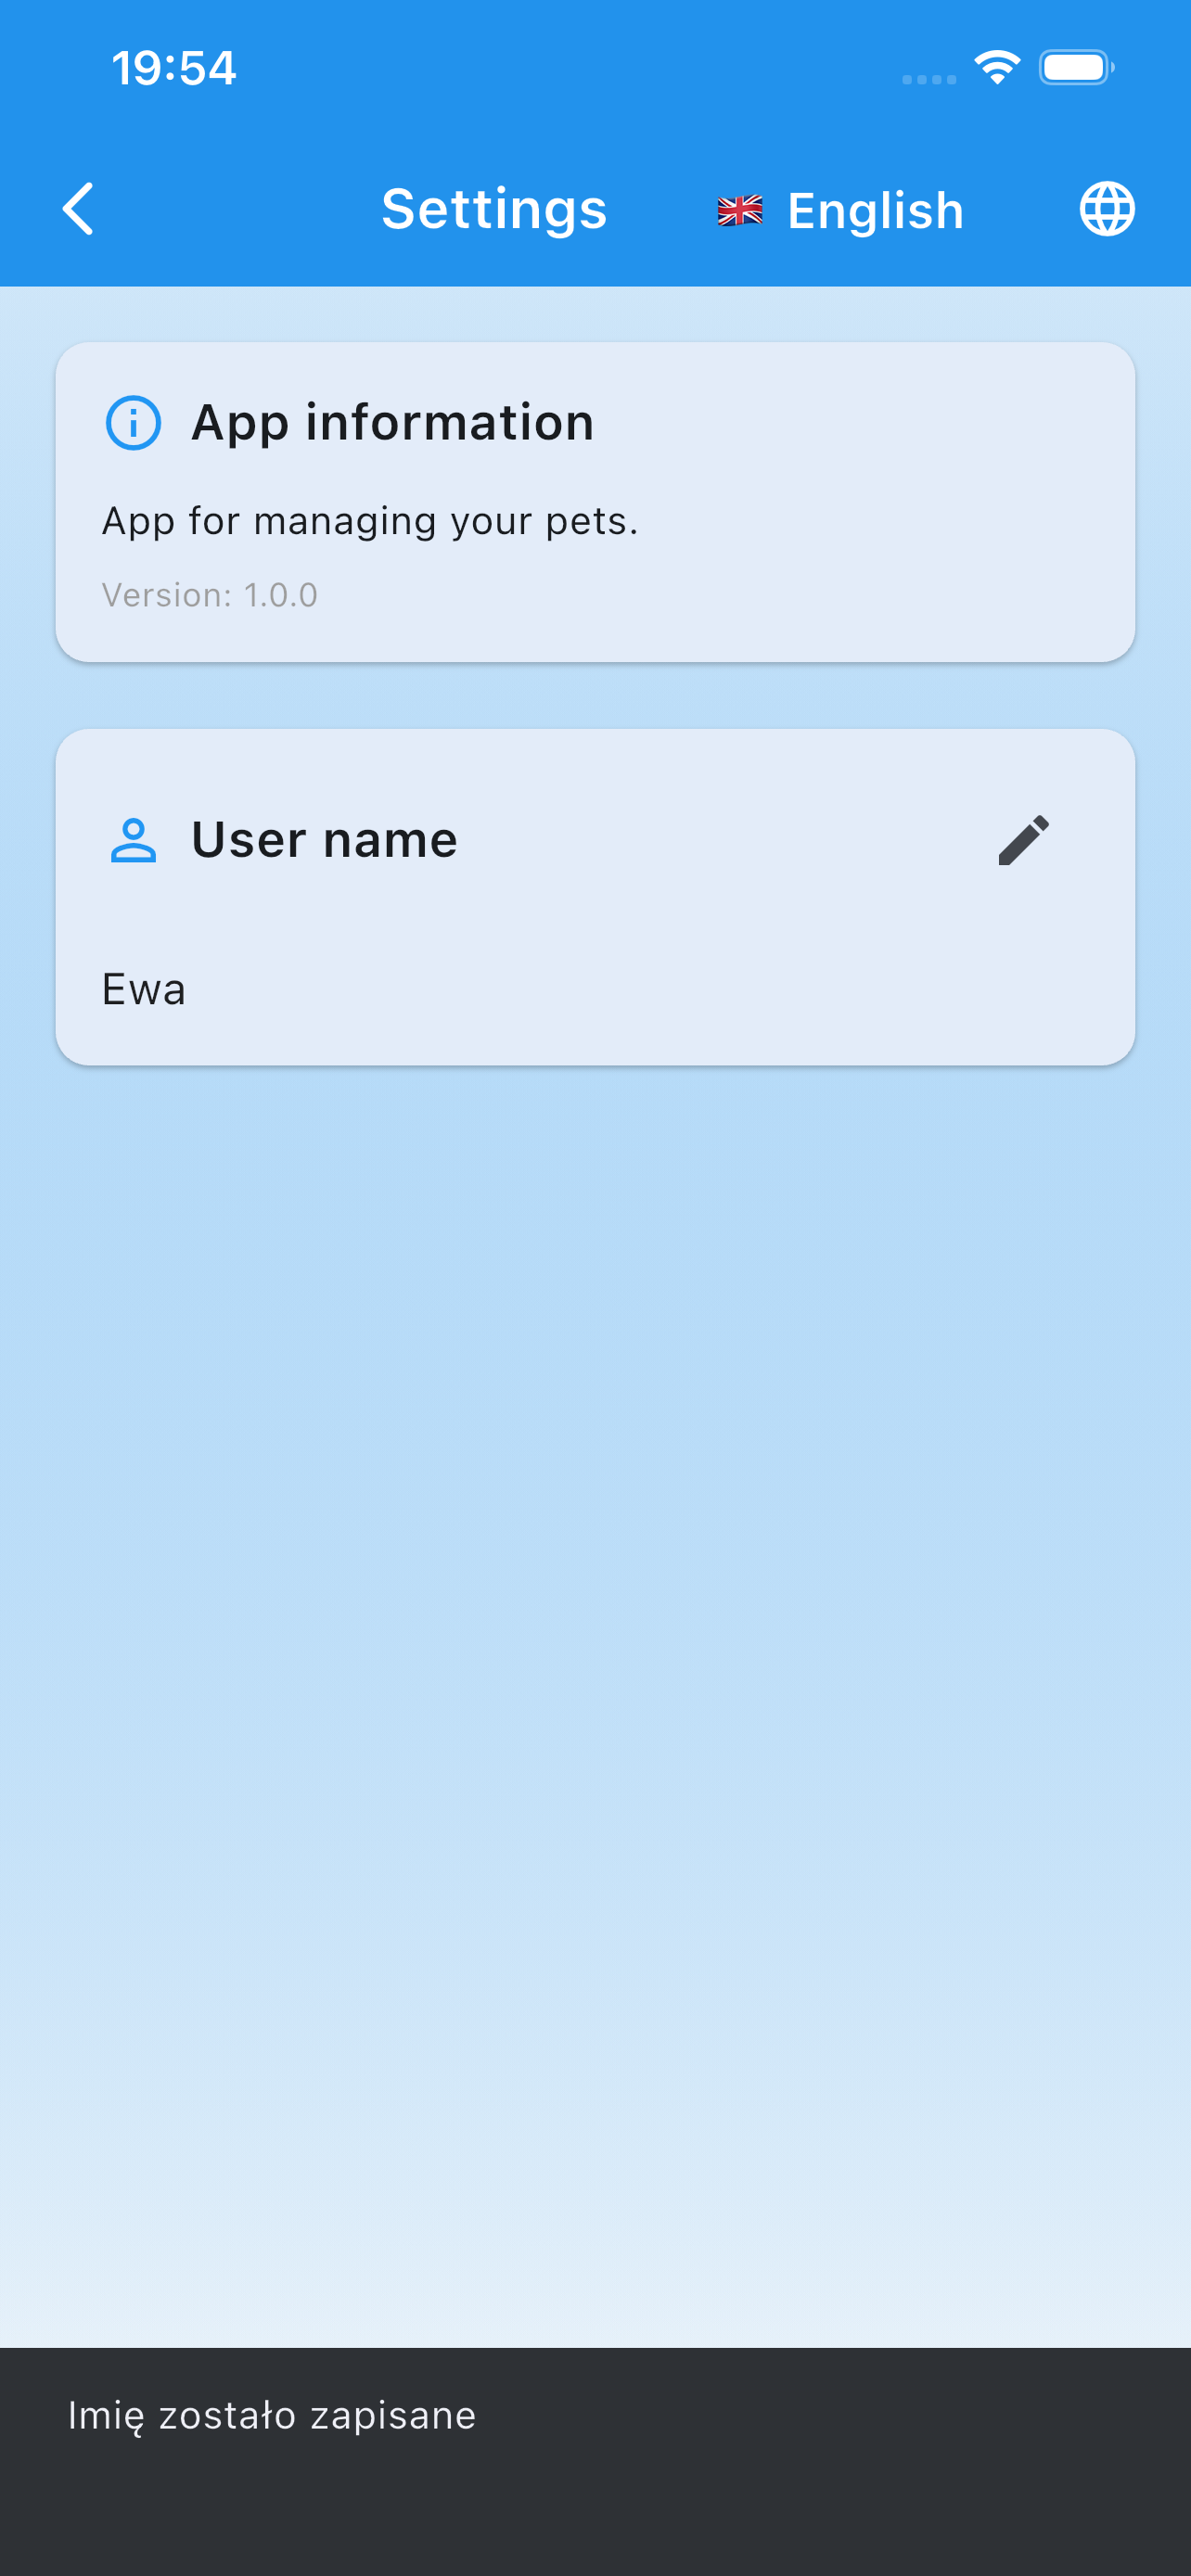 19:54
Settings
🇬🇧 English
App information
App for managing your pets.
Version: 1.0.0
User name
Ewa
Imię zostało zapisane